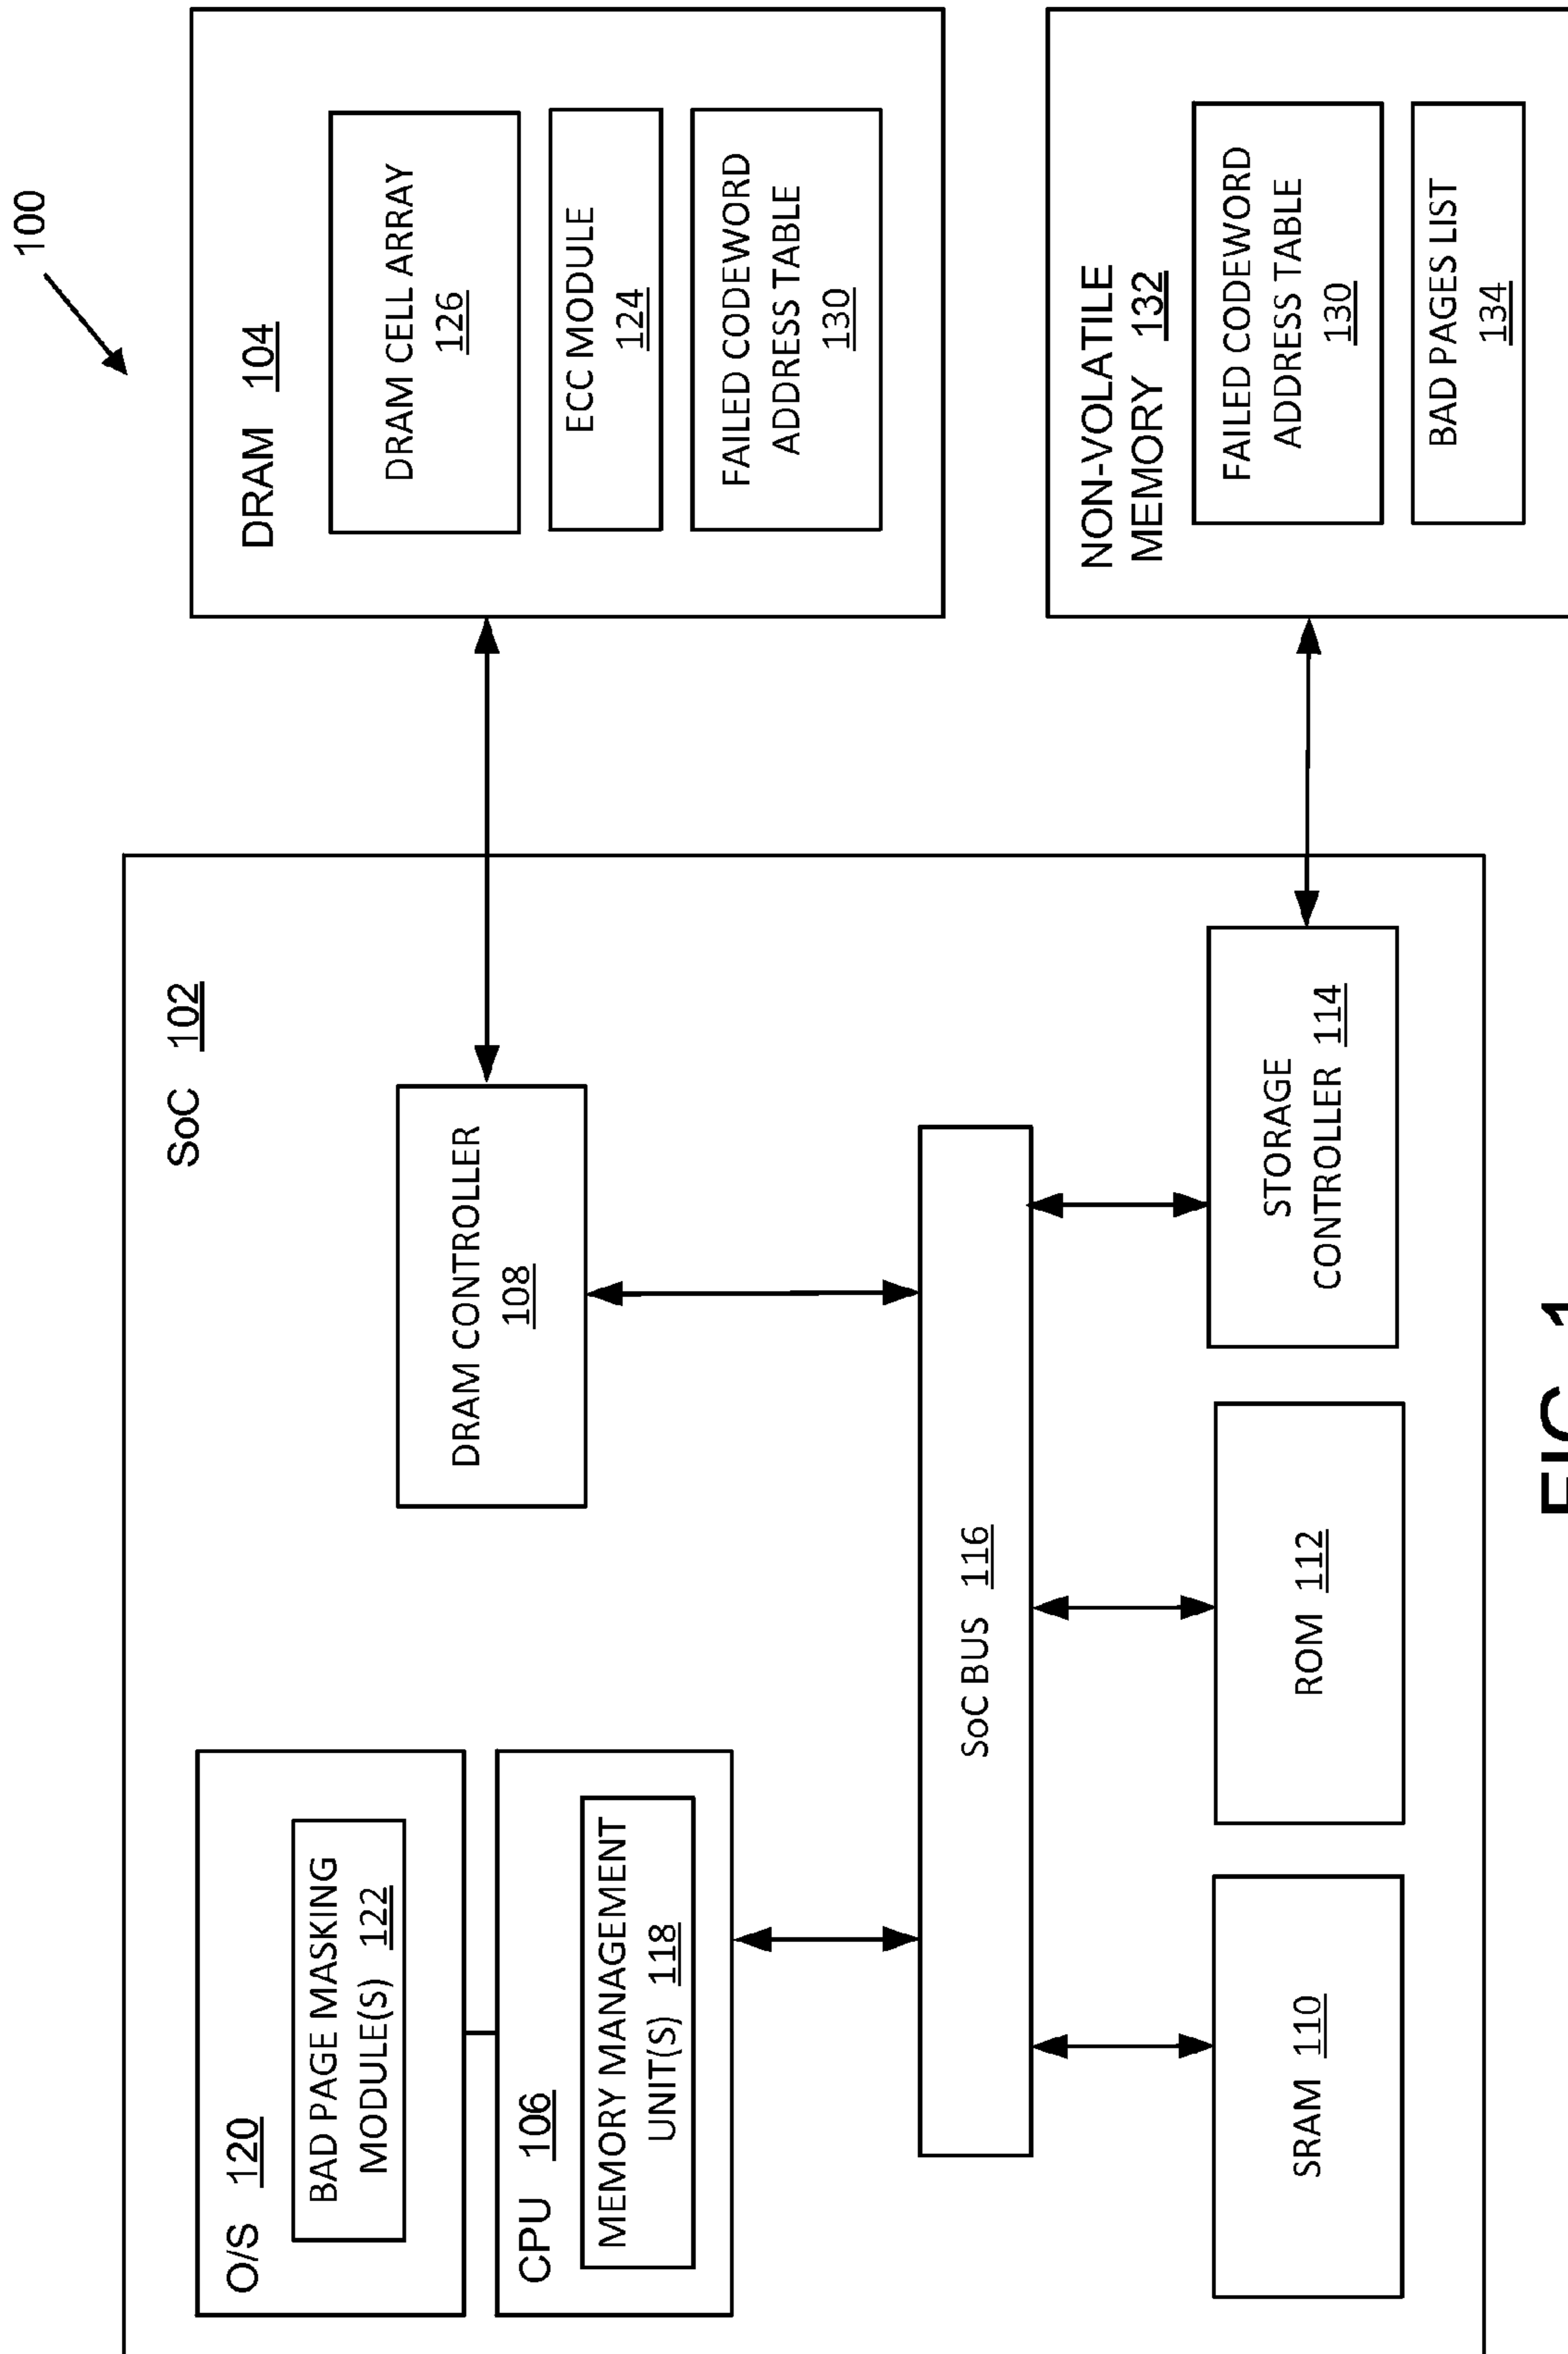 100
SoC 102
O/S 120
BAD PAGE MASKING
MODULE(S) 122
CPU 106
MEMORY MANAGEMENT
UNIT(S) 118
DRAM CONTROLLER
108
SoC BUS 116
SRAM 110
ROM 112
STORAGE
CONTROLLER 114
DRAM 104
DRAM CELL ARRAY
126
ECC MODULE
124
FAILED CODEWORD
ADDRESS TABLE
130
NON-VOLATILE
MEMORY 132
FAILED CODEWORD
ADDRESS TABLE
130
BAD PAGES LIST
134
FIG. 1